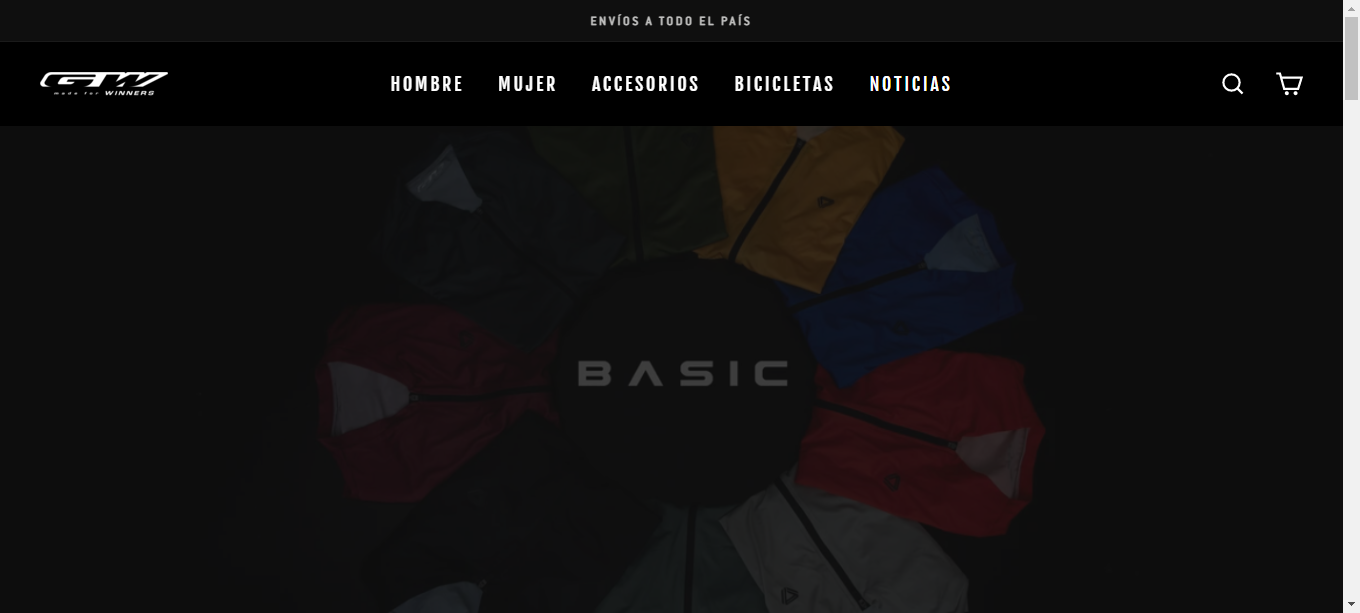 ENVÍOS A TODO EL PAÍS
GW
made for WINNERS
HOMBRE MUJER ACCESORIOS BICICLETAS NOTICIAS
BASIC